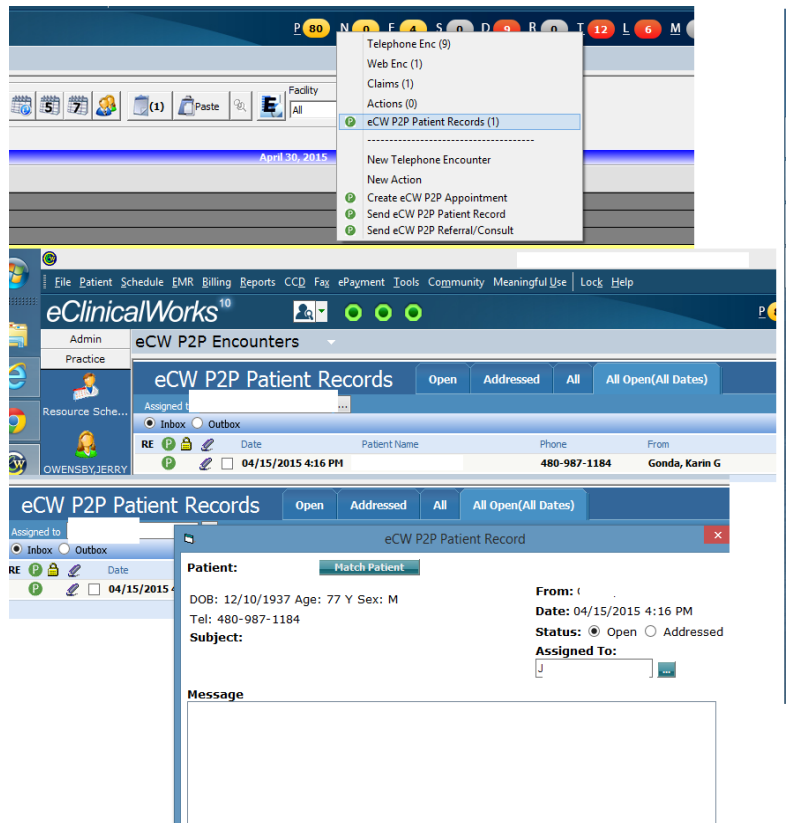 P 80 N 0 F 4 S 0 D 9 R 0 T 12 L 6 M
Telephone Enc (9)
Web Enc (1)
Claims (1)
Actions (0)
eCW P2P Patient Records (1)
New Telephone Encounter
New Action
Create eCW P2P Appointment
Send eCW P2P Patient Record
Send eCW P2P Referral/Consult
5 7 (1) Paste E Facility
All
April 30, 2015
File Patient Schedule EMR Billing Reports CCD Fax ePayment Tools Community Meaningful Use Lock Help
eClinicalWorks 10
P
Admin
eCW P2P Encounters
Practice
eCW P2P Patient Records Open Addressed All All Open(All Dates)
Resource Sche...
Assigned t ...
Inbox Outbox
RE P Date Patient Name Phone From
OWENSBY,JERRY
P 04/15/2015 4:16 PM 480-987-1184 Gonda, Karin G
eCW P2P Patient Records Open Addressed All All Open(All Dates)
Assigned to
Inbox Outbox
RE P Date
P 04/15/2015 4
eCW P2P Patient Record
Patient: Match Patient
DOB: 12/10/1937 Age: 77 Y Sex: M
Tel: 480-987-1184
Subject:
From: (
Date: 04/15/2015 4:16 PM
Status: Open Addressed
Assigned To:
J ...
Message